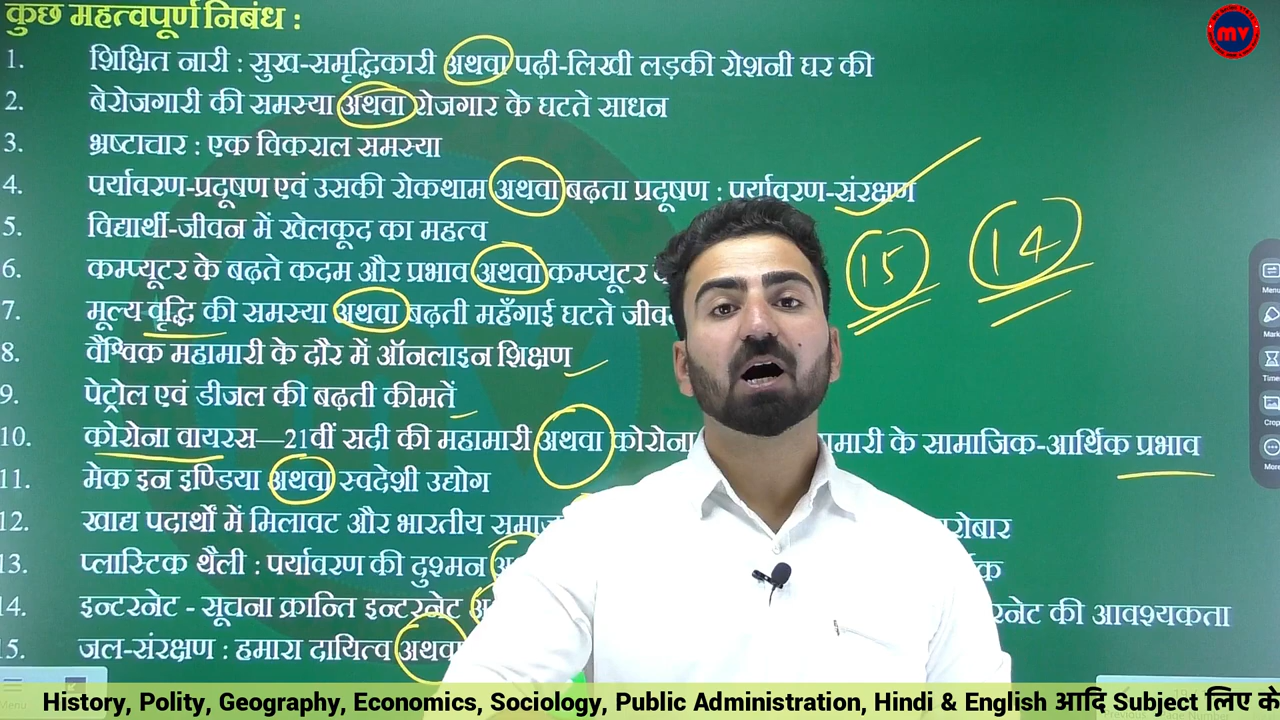 कुछ महत्वपूर्ण निबंध :
mv
1. शिक्षित नारी : सुख-समृद्धिकारी अथवा पढ़ी-लिखी लड़की रोशनी घर की
2. बेरोजगारी की समस्या अथवा रोजगार के घटते साधन
3. भ्रष्टाचार : एक विकराल समस्या
4. पर्यावरण-प्रदूषण एवं उसकी रोकथाम अथवा बढ़ता प्रदूषण : पर्यावरण-संरक्षण
5. विद्यार्थी-जीवन में खेलकूद का महत्व
15 14
6. कम्प्यूटर के बढ़ते कदम और प्रभाव अथवा कम्प्यूटर
7. मूल्य वृद्धि की समस्या अथवा बढ़ती महँगाई घटते
8. वैश्विक महामारी के दौर में ऑनलाइन शिक्षण
9. पेट्रोल एवं डीजल की बढ़ती कीमतें
10. कोरोना वायरस—21वीं सदी की महामारी अथवा कोरोना के सामाजिक-आर्थिक प्रभाव
11. मेक इन इण्डिया अथवा स्वदेशी उद्योग
12. खाद्य पदार्थों में मिलावट और भारतीय
13. प्लास्टिक थैली : पर्यावरण की दुश्मन
14. इन्टरनेट - सूचना क्रान्ति इन्टरनेट की आवश्यकता
15. जल-संरक्षण : हमारा दायित्व अथवा
Menu
Mark
Time
Crop
More
Menu
History, Polity, Geography, Economics, Sociology, Public Administration, Hindi & English आदि Subject लिए के